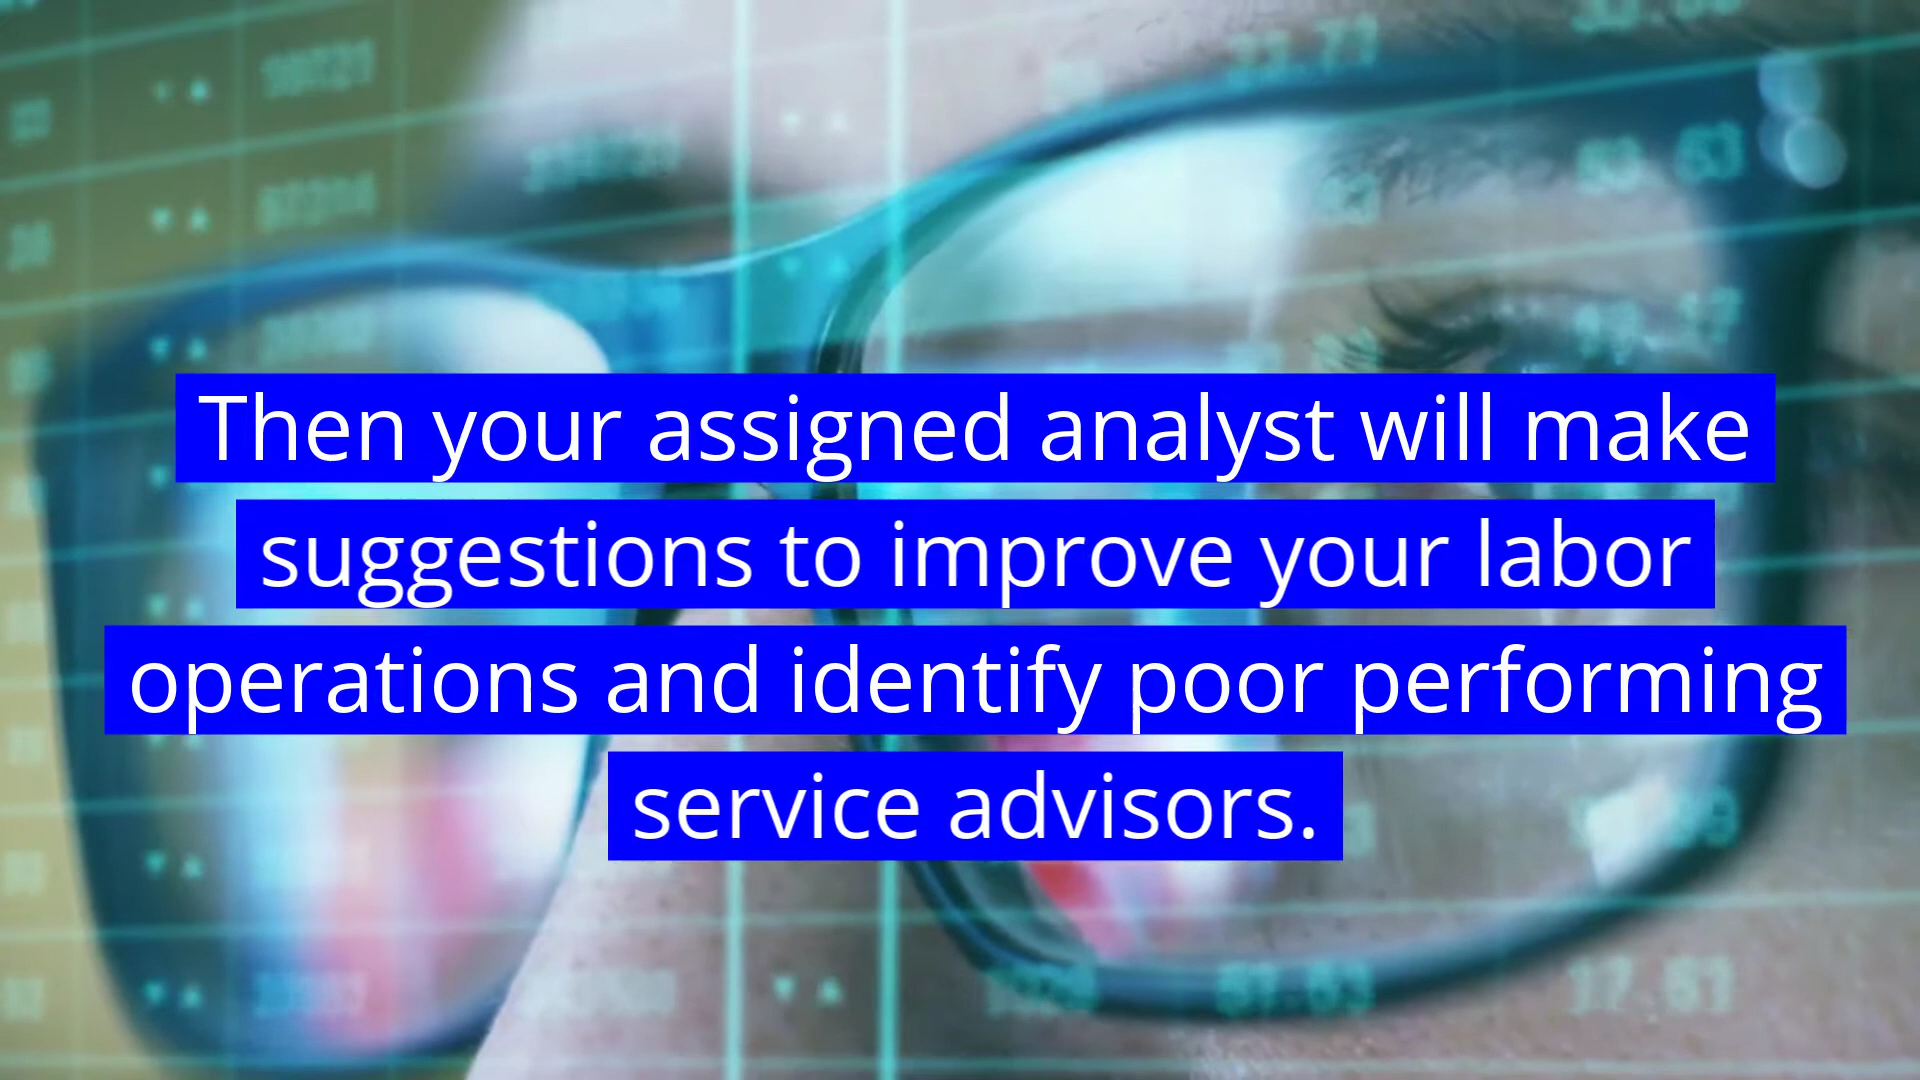 Then your assigned analyst will make
suggestions to improve your labor
operations and identify poor performing
service advisors.